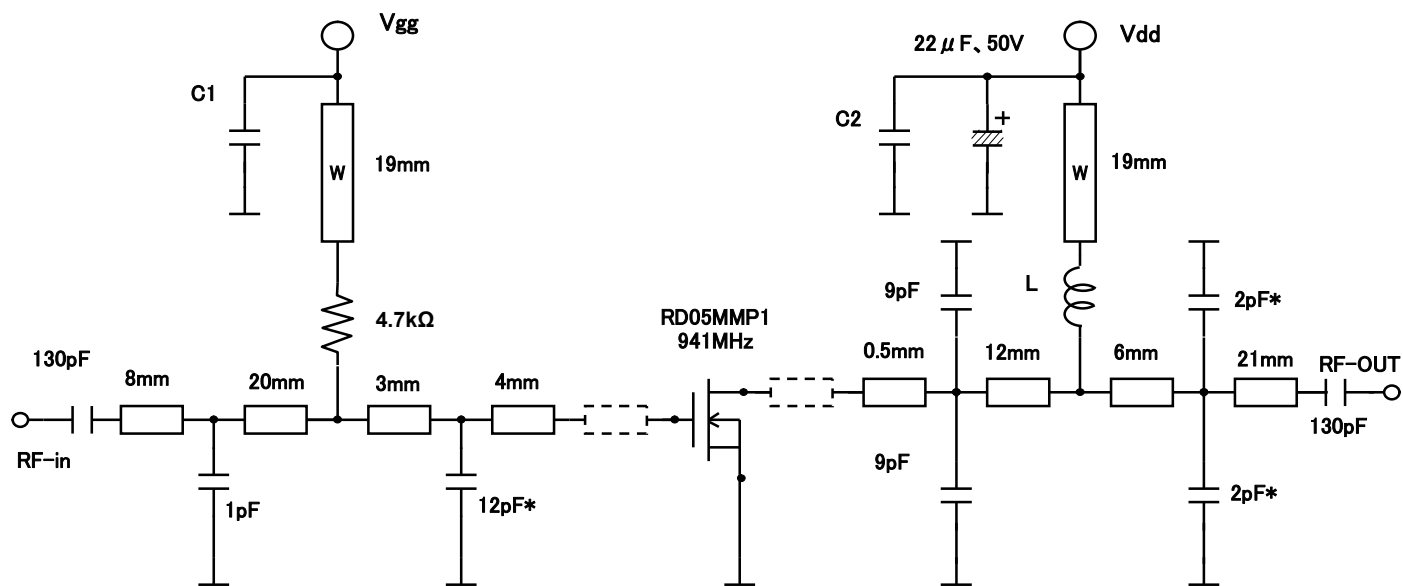 Vgg
22μF、50V
Vdd
C1
C2
+
W
19mm
W
19mm
L
9pF
2pF*
4.7kΩ
RD05MMP1
941MHz
130pF
8mm
20mm
3mm
4mm
0.5mm
12mm
6mm
21mm
RF-OUT
130pF
RF-in
9pF
1pF
12pF*
2pF*